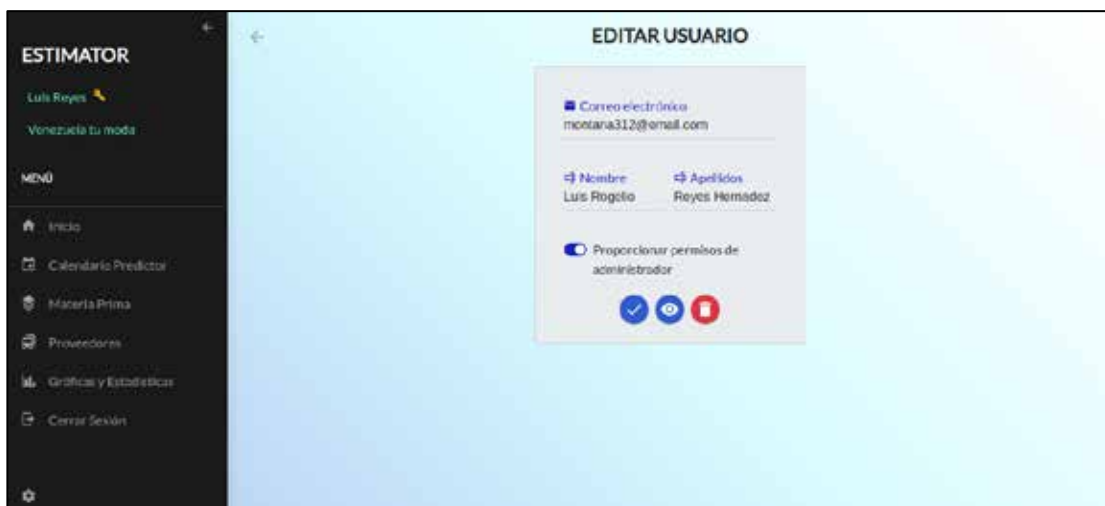 ESTIMATOR
Luis Reyes
Venezuela tu moda
MENÚ
Inicio
Calendario Predictor
Materia Prima
Proveedores
Gráficas y Estadísticas
Cerrar Sesión
EDITAR USUARIO
Correo electrónico
montana312@email.com
Nombre
Apellidos
Luis Rogelio
Reyes Hernadez
Proporcionar permisos de
administrador